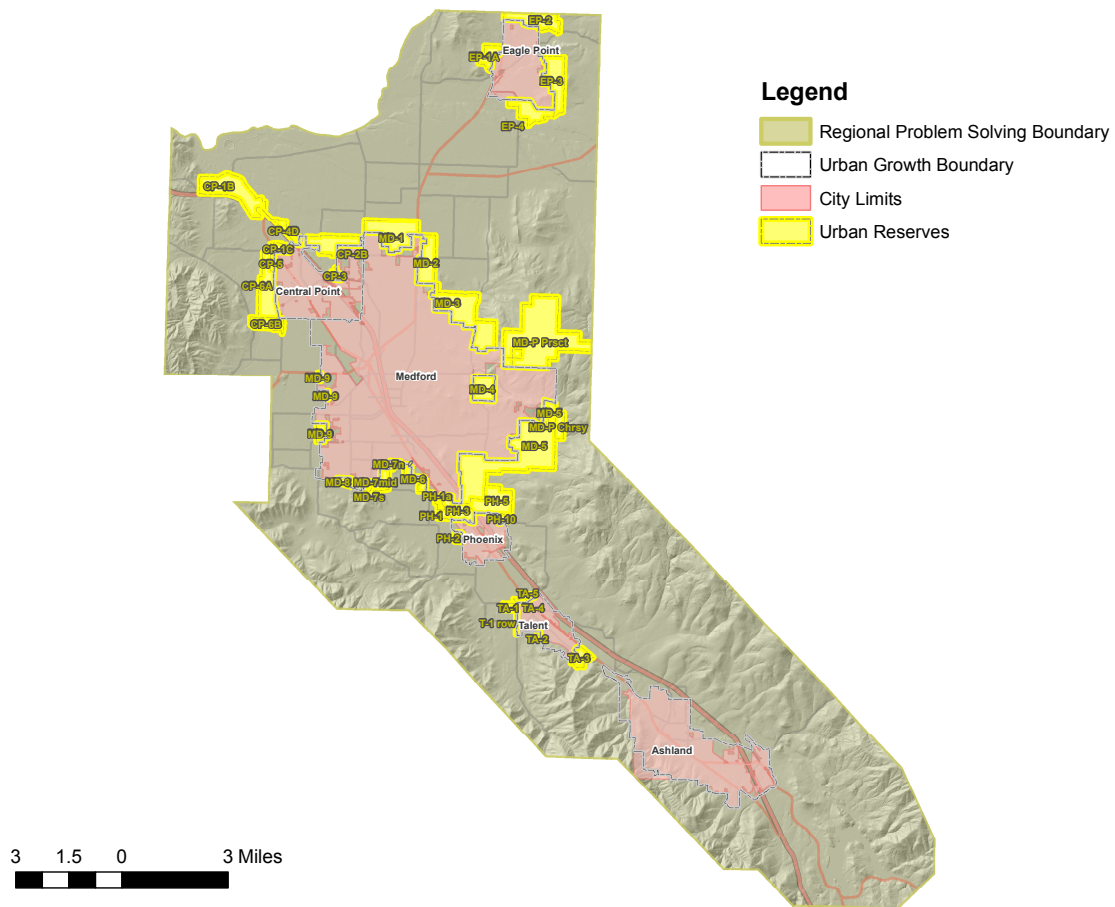 EP-2
Eagle Point
EP-1A
EP-3
EP-4
Legend
Regional Problem Solving Boundary
Urban Growth Boundary
City Limits
Urban Reserves
CP-1B
CP-4D
MD-1
CP-1C
CP-2B
CP-5
MD-2
CP-3
CP-6A
Central Point
MD-3
CP-6B
MD-P Prsct
Medford
MD-9
MD-4
MD-9
MD-5
MD-P Chrsy
MD-9
MD-5
MD-7n
MD-6
MD-8
MD-7mid
MD-7s
PH-1a
PH-5
PH-3
PH-1
PH-10
PH-2
Phoenix
TA-5
TA-1
TA-4
T-1 row
Talent
TA-2
TA-3
Ashland
3 1.5 0 3 Miles